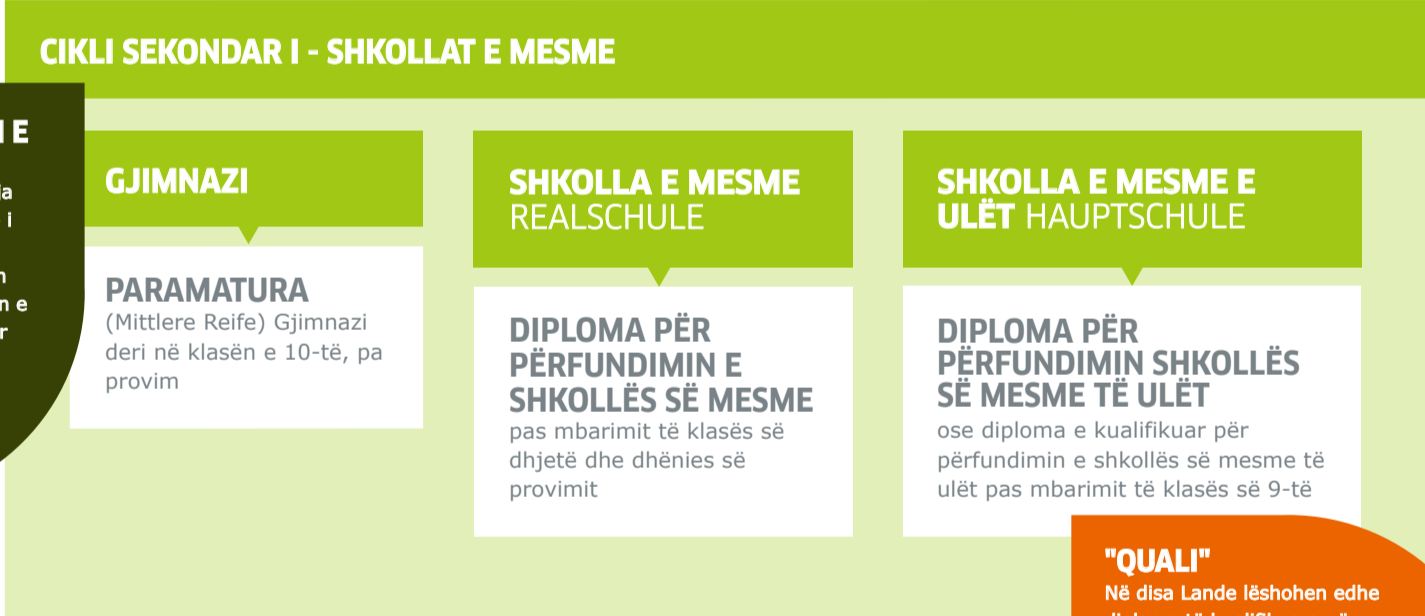 CIKLI SEKONDAR I - SHKOLLAT E MESME
E
i
n e
GJIMNAZI
PARAMATURA
(Mittlere Reife) Gjimnazi
deri në klasën e 10-të, pa
provim
SHKOLLA E MESME
REALSCHULE
DIPLOMA PËR
PËRFUNDIMIN E
SHKOLLËS SË MESME
pas mbarimit të klasës së
dhjetë dhe dhënies së
provimit
SHKOLLA E MESME E
ULËT HAUPTSCHULE
DIPLOMA PËR
PËRFUNDIMIN SHKOLLËS
SË MESME TË ULËT
ose diploma e kualifikuar për
përfundimin e shkollës së mesme të
ulët pas mbarimit të klasës së 9-të
"QUALI"
Në disa Lande lëshohen edhe